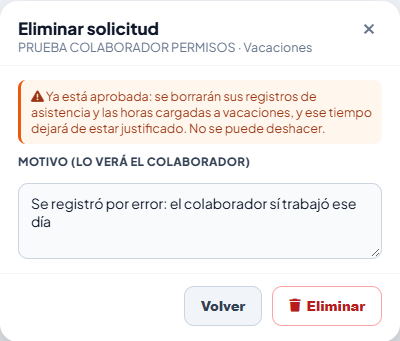 Eliminar solicitud
PRUEBA COLABORADOR PERMISOS · Vacaciones
Ya está aprobada: se borrarán sus registros de
asistencia y las horas cargadas a vacaciones, y ese tiempo
dejará de estar justificado. No se puede deshacer.
MOTIVO (LO VERÁ EL COLABORADOR)
Se registró por error: el colaborador sí trabajó ese
día
Volver
Eliminar